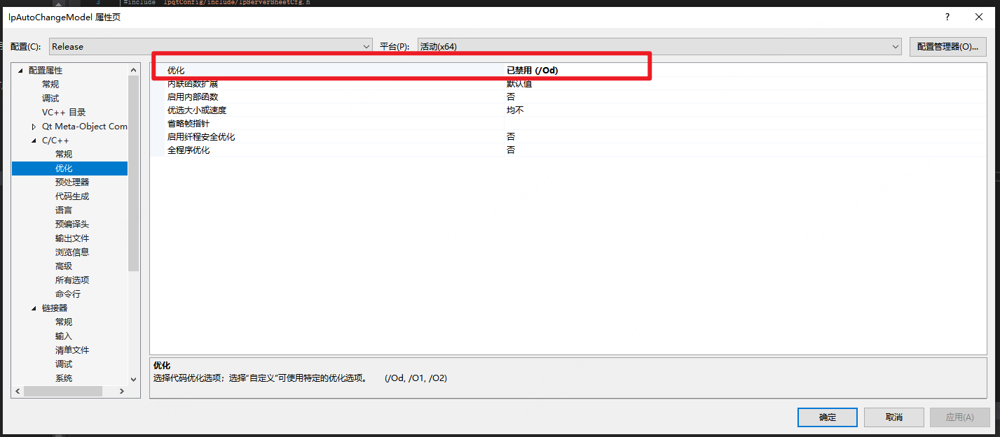 3 #include "lpqtConfig/include/lpServerSheetCfg.h
lpAutoChangeModel 属性页
配置(C): Release 平台(P): 活动(x64) 配置管理器(O)...
配置属性
常规
调试
VC++ 目录
Qt Meta-Object Com
C/C++
常规
优化
预处理器
代码生成
语言
预编译头
输出文件
浏览信息
高级
所有选项
命令行
链接器
常规
输入
清单文件
调试
系统
优化 已禁用 (/Od)
内联函数扩展 默认值
启用内部函数 否
优选大小或速度 均不
省略帧指针
启用纤程安全优化 否
全程序优化 否
优化
选择代码优化选项；选择“自定义”可使用特定的优化选项。 (/Od, /O1, /O2)
确定 取消 应用(A)